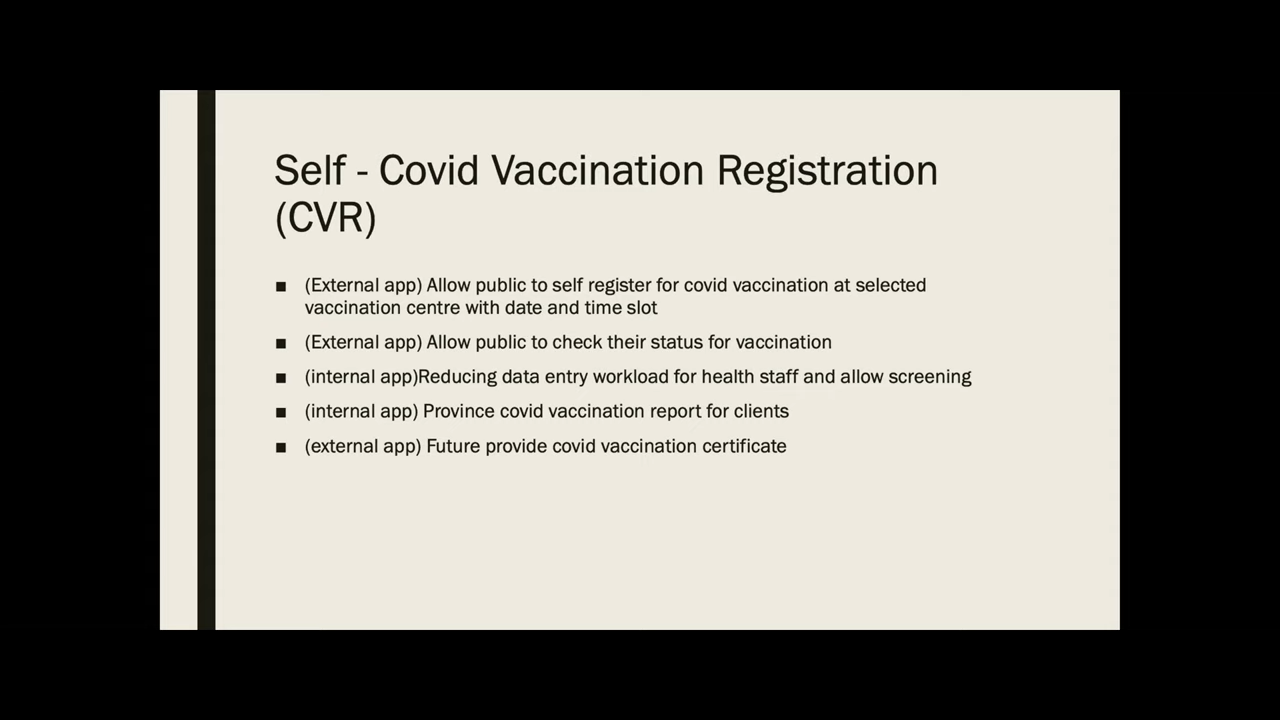 Self - Covid Vaccination Registration
(CVR)
■ (External app) Allow public to self register for covid vaccination at selected
vaccination centre with date and time slot
■ (External app) Allow public to check their status for vaccination
■ (internal app)Reducing data entry workload for health staff and allow screening
■ (internal app) Province covid vaccination report for clients
■ (external app) Future provide covid vaccination certificate